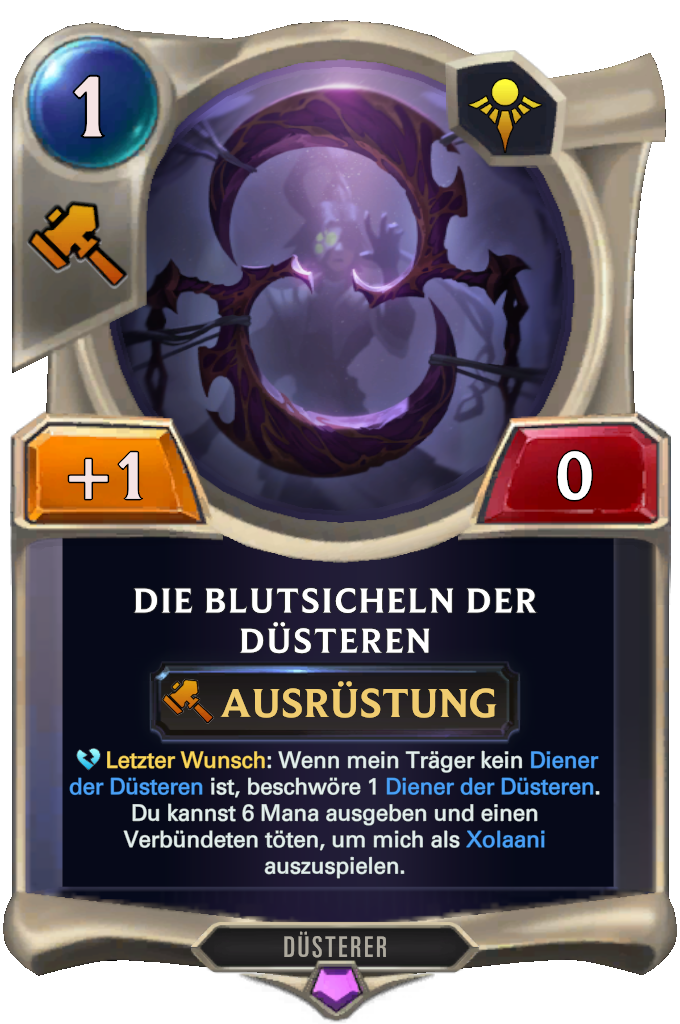 1
+1
0
DIE BLUTSICHELN DER
DÜSTEREN
AUSRÜSTUNG
Letzter Wunsch: Wenn mein Träger kein Diener
der Düsteren ist, beschwöre 1 Diener der Düsteren.
Du kannst 6 Mana ausgeben und einen
Verbündeten töten, um mich als Xolaani
auszuspielen.
DÜSTERER